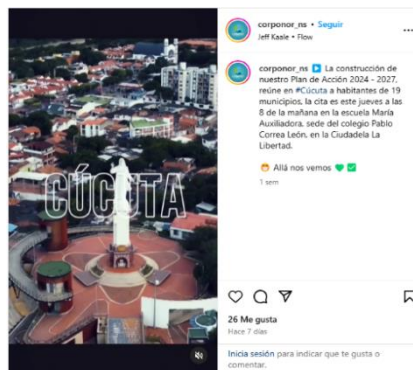 CÚCUTA
corponor_ns • Seguir
Jeff Kaale • Flow
corponor_ns ▶️ La construcción de
nuestro Plan de Acción 2024 - 2027,
reúne en #Cúcuta a habitantes de 19
municipios, la cita es este jueves a las
8 de la mañana en la escuela María
Auxiliadora, sede del colegio Pablo
Correa León, en la Ciudadela La
Libertad.
😁 Allá nos vemos 💚 ✅
1 sem
26 Me gusta
Hace 7 días
Inicia sesión para indicar que te gusta o
comentar.